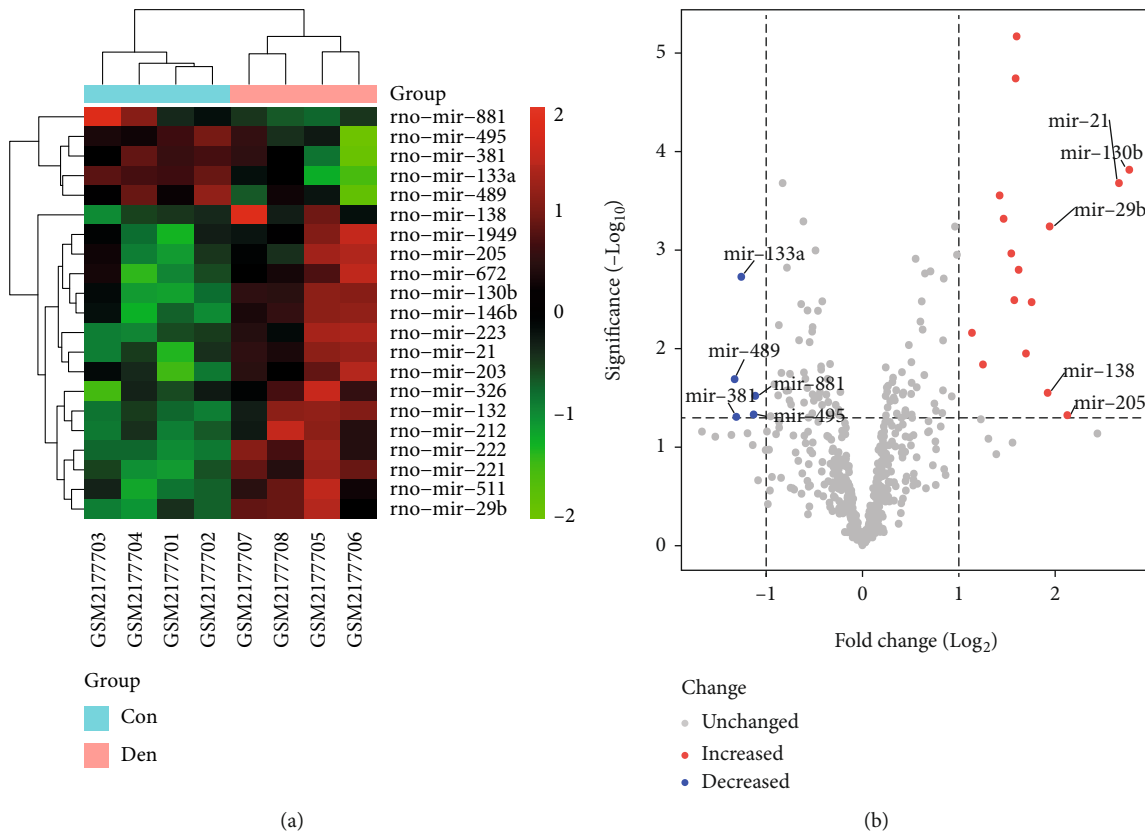 Group
rno–mir–881
rno–mir–495
rno–mir–381
rno–mir–133a
rno–mir–489
rno–mir–138
rno–mir–1949
rno–mir–205
rno–mir–672
rno–mir–130b
rno–mir–146b
rno–mir–223
rno–mir–21
rno–mir–203
rno–mir–326
rno–mir–132
rno–mir–212
rno–mir–222
rno–mir–221
rno–mir–511
rno–mir–29b
2
1
0
–1
–2
GSM2177703
GSM2177704
GSM2177701
GSM2177702
GSM2177707
GSM2177708
GSM2177705
GSM2177706
Group
Con
Den
(a)
Significance (–Log10)
5
4
3
2
1
0
mir–21
mir–130b
mir–29b
mir–133a
mir–489
mir–881
mir–381
mir–495
mir–138
mir–205
–1
0
1
2
Fold change (Log2)
Change
Unchanged
Increased
Decreased
(b)